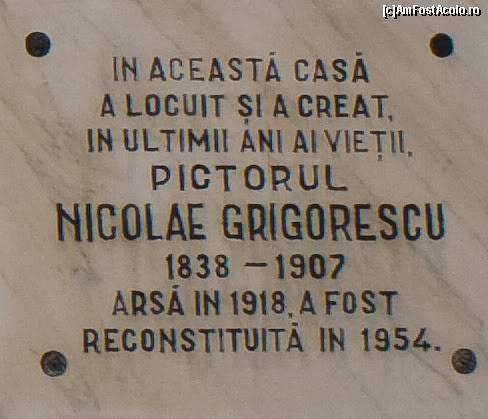 [c]AmFostAcolo.ro
IN ACEASTĂ CASĂ
A LOCUIT ȘI A CREAT,
IN ULTIMII ANI AI VIEȚII,
PICTORUL
NICOLAE GRIGORESCU
1838 – 1907
ARSĂ IN 1918, A FOST
RECONSTITUITĂ IN 1954.